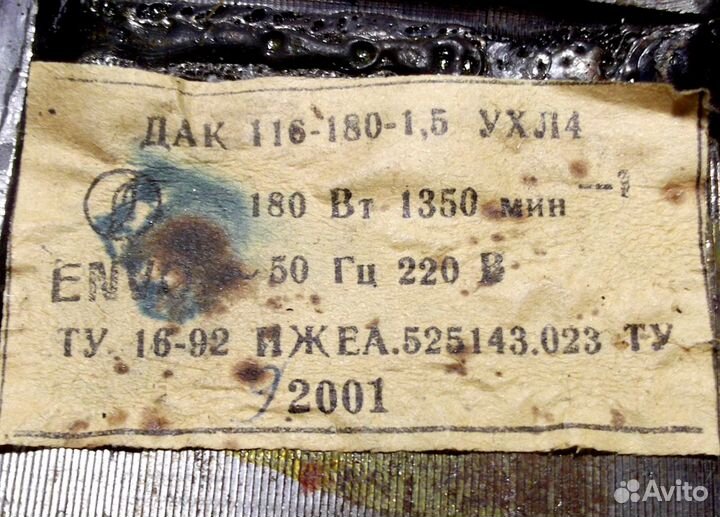 ДАК 116-180-1,5 УХЛ4
180 Вт 1350 мин
~50 Гц 220 В
ТУ 16-92 ИЖЕА.525143.023 ТУ
2001
Avito